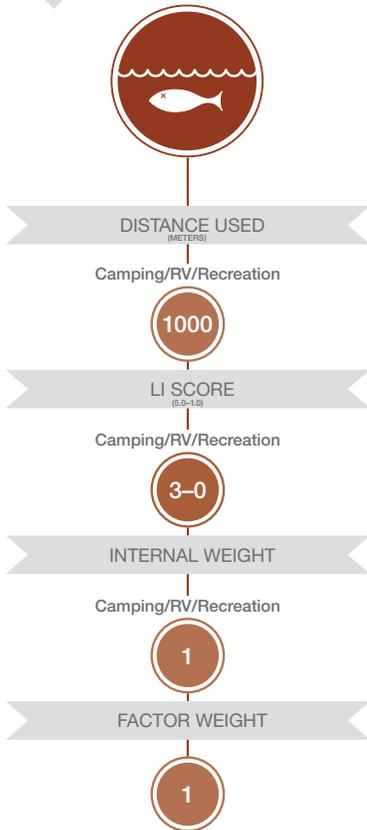 DISTANCE USED
(METERS)
Camping/RV/Recreation
1000
LI SCORE
(5.0–1.0)
Camping/RV/Recreation
3–0
INTERNAL WEIGHT
Camping/RV/Recreation
1
FACTOR WEIGHT
1